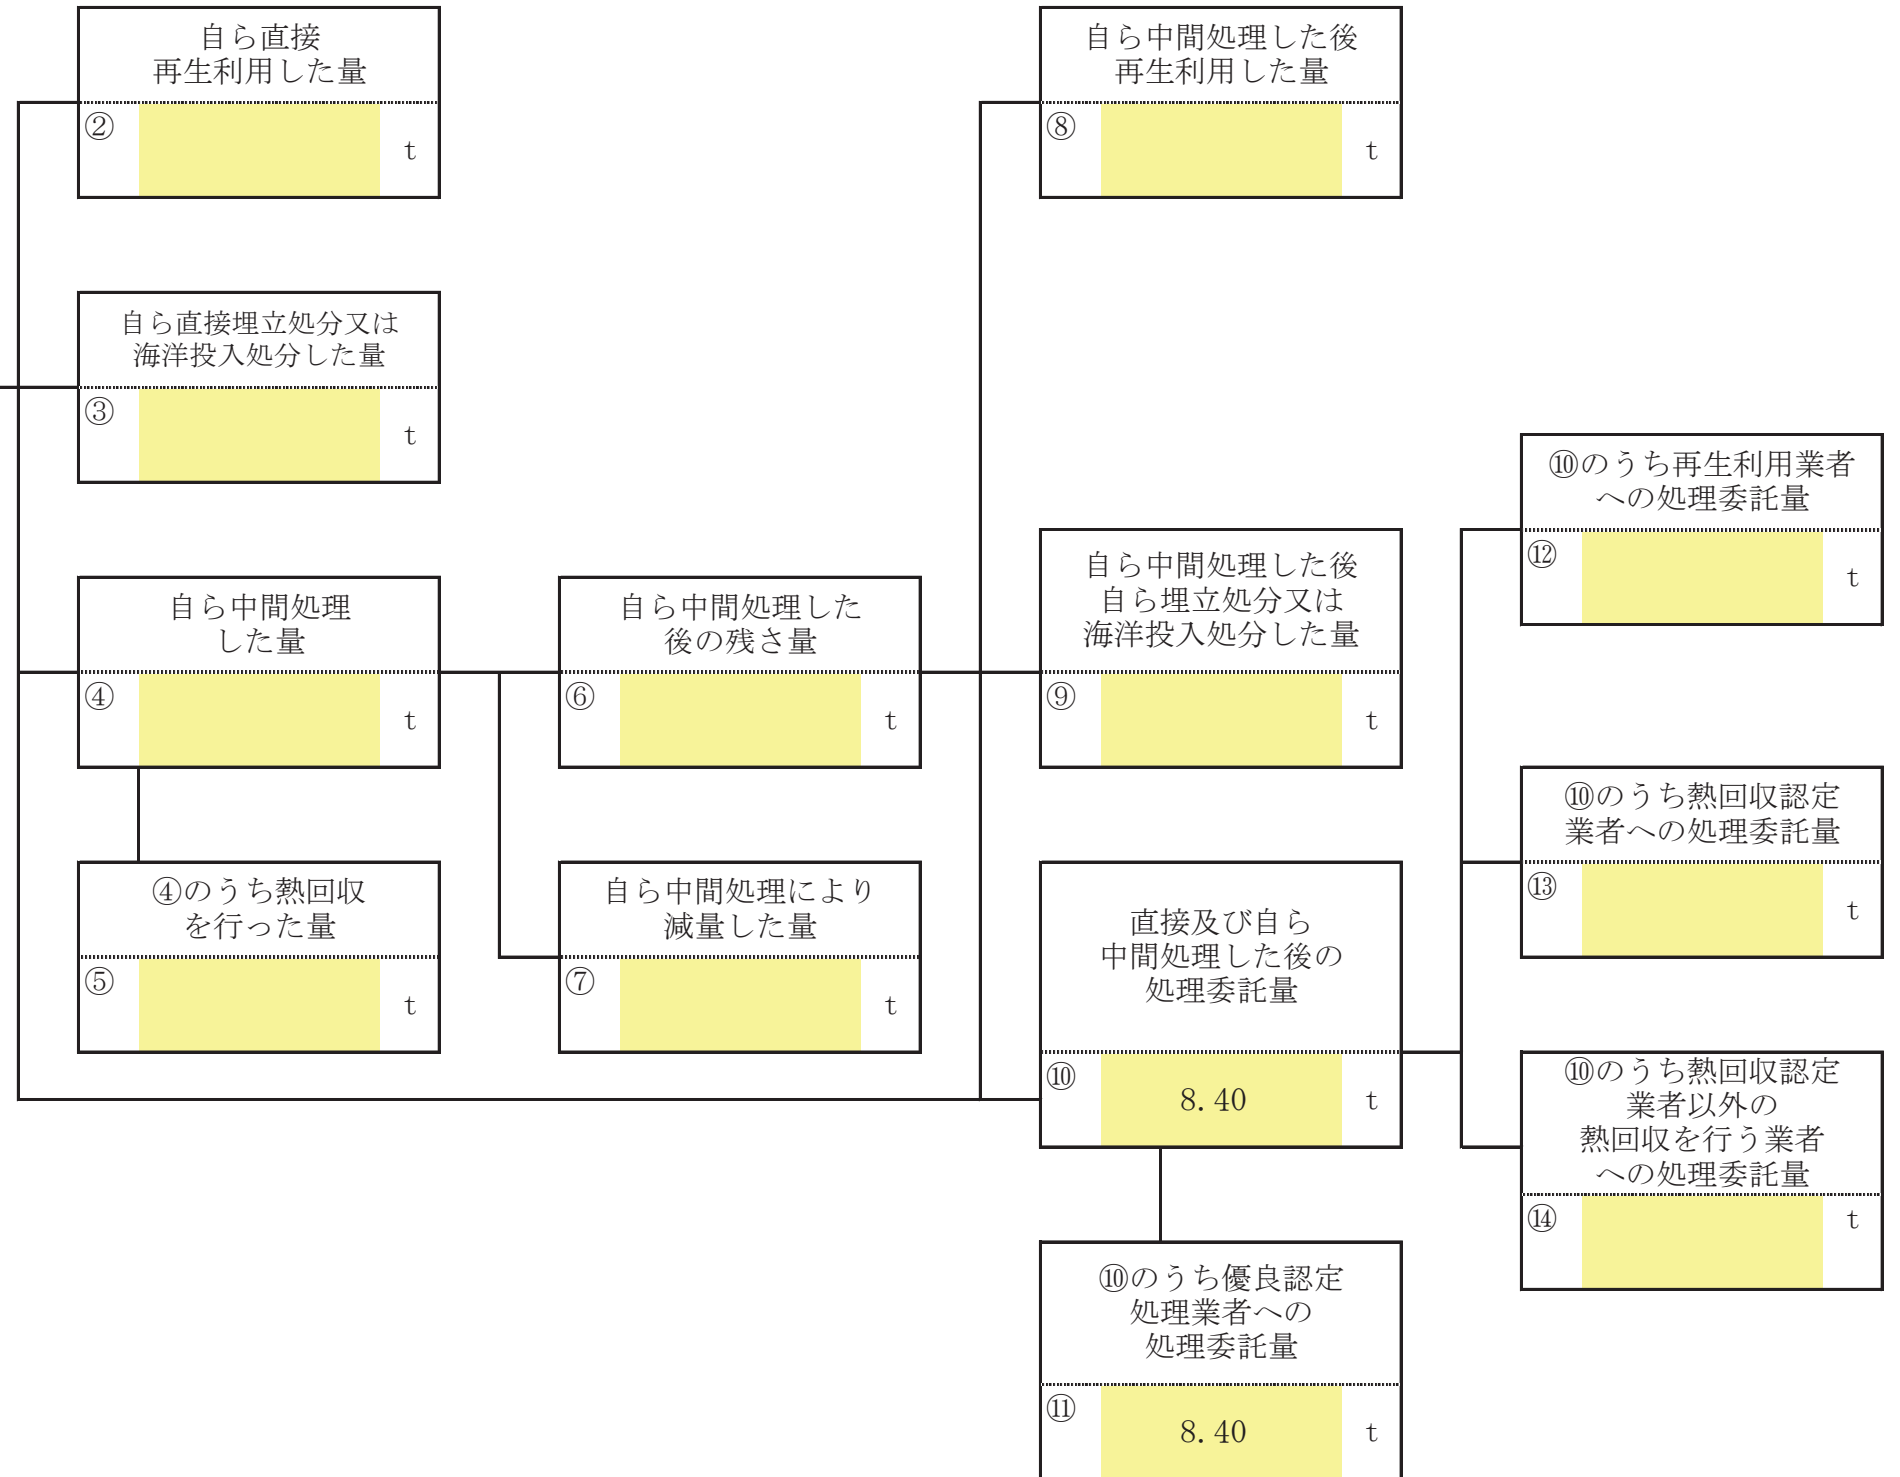 自ら直接
再生利用した量
②
t
自ら中間処理した後
再生利用した量
⑧
t
自ら直接埋立処分又は
海洋投入処分した量
③
t
⑩のうち再生利用業者
への処理委託量
⑫
t
自ら中間処理
した量
④
t
自ら中間処理した
後の残さ量
⑥
t
自ら中間処理した後
自ら埋立処分又は
海洋投入処分した量
⑨
t
⑩のうち熱回収認定
業者への処理委託量
⑬
t
④のうち熱回収
を行った量
⑤
t
自ら中間処理により
減量した量
⑦
t
直接及び自ら
中間処理した後の
処理委託量
⑩ 8.40 t
⑩のうち熱回収認定
業者以外の
熱回収を行う業者
への処理委託量
⑭
t
⑩のうち優良認定
処理業者への
処理委託量
⑪ 8.40 t